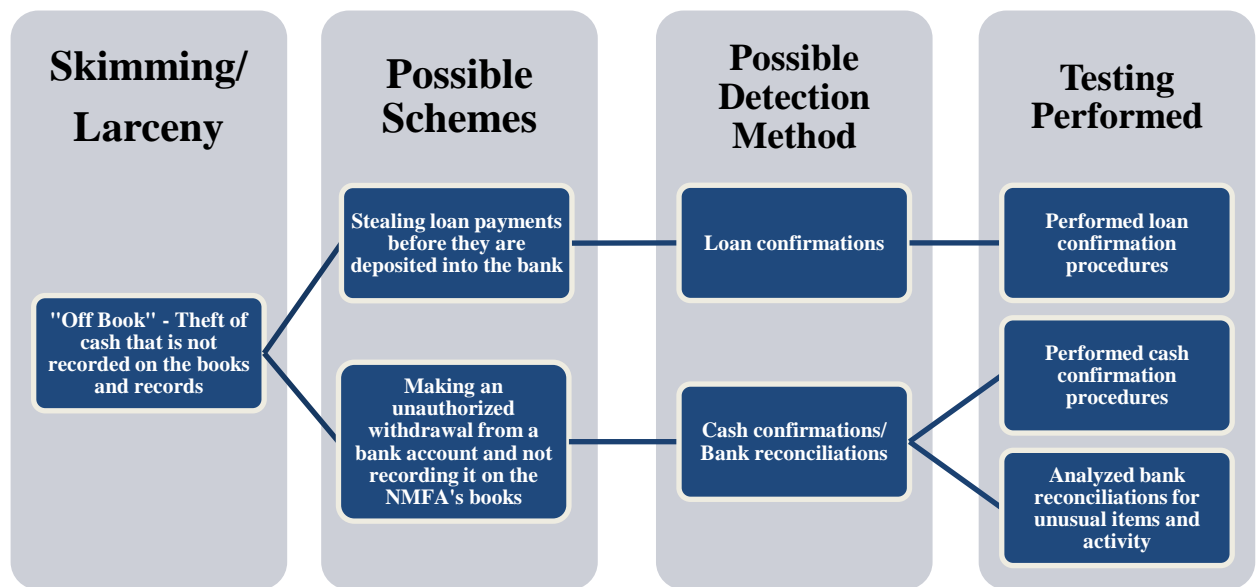 Skimming/
Larceny
"Off Book" - Theft of
cash that is not
recorded on the books
and records
Possible
Schemes
Stealing loan payments
before they are
deposited into the bank
Making an
unauthorized
withdrawal from a
bank account and not
recording it on the
NMFA's books
Possible
Detection
Method
Loan confirmations
Cash confirmations/
Bank reconciliations
Testing
Performed
Performed loan
confirmation
procedures
Performed cash
confirmation
procedures
Analyzed bank
reconciliations for
unusual items and
activity